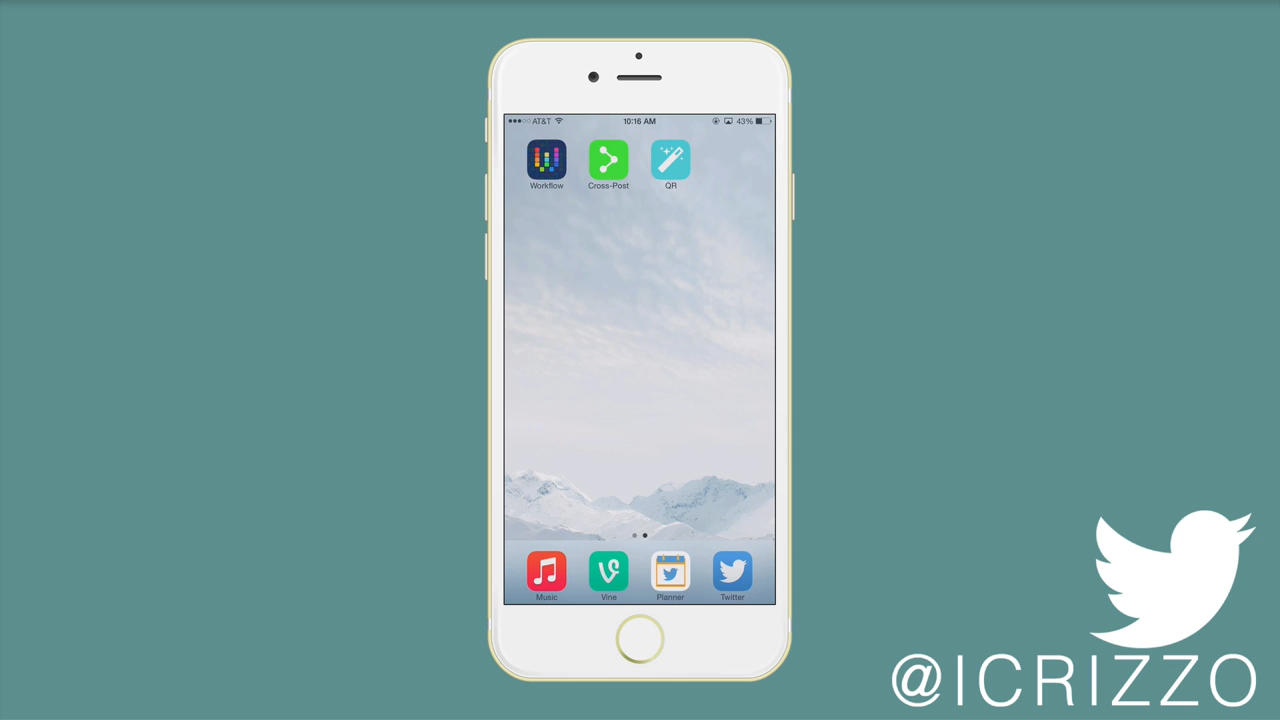 AT&T 10:16 AM 43%
Workflow Cross-Post QR
Music Vine Planner Twitter
@ICRIZZO